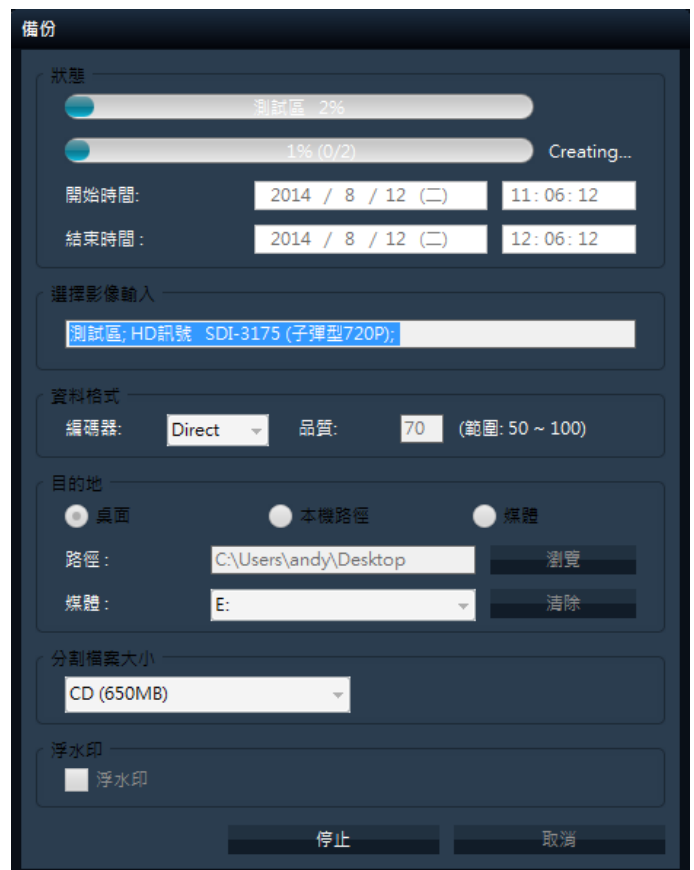 備份
狀態
測試區 2%
1% (0/2) Creating...
開始時間: 2014 / 8 / 12 (二) 11:06:12
結束時間: 2014 / 8 / 12 (二) 12:06:12
選擇影像輸入
測試區; HD訊號 SDI-3175 (子彈型720P);
資料格式
編碼器: Direct 品質: 70 (範圍: 50 ~ 100)
目的地
桌面 本機路徑 媒體
路徑: C:\Users\andy\Desktop 瀏覽
媒體: E: 清除
分割檔案大小
CD (650MB)
浮水印
浮水印
停止 取消